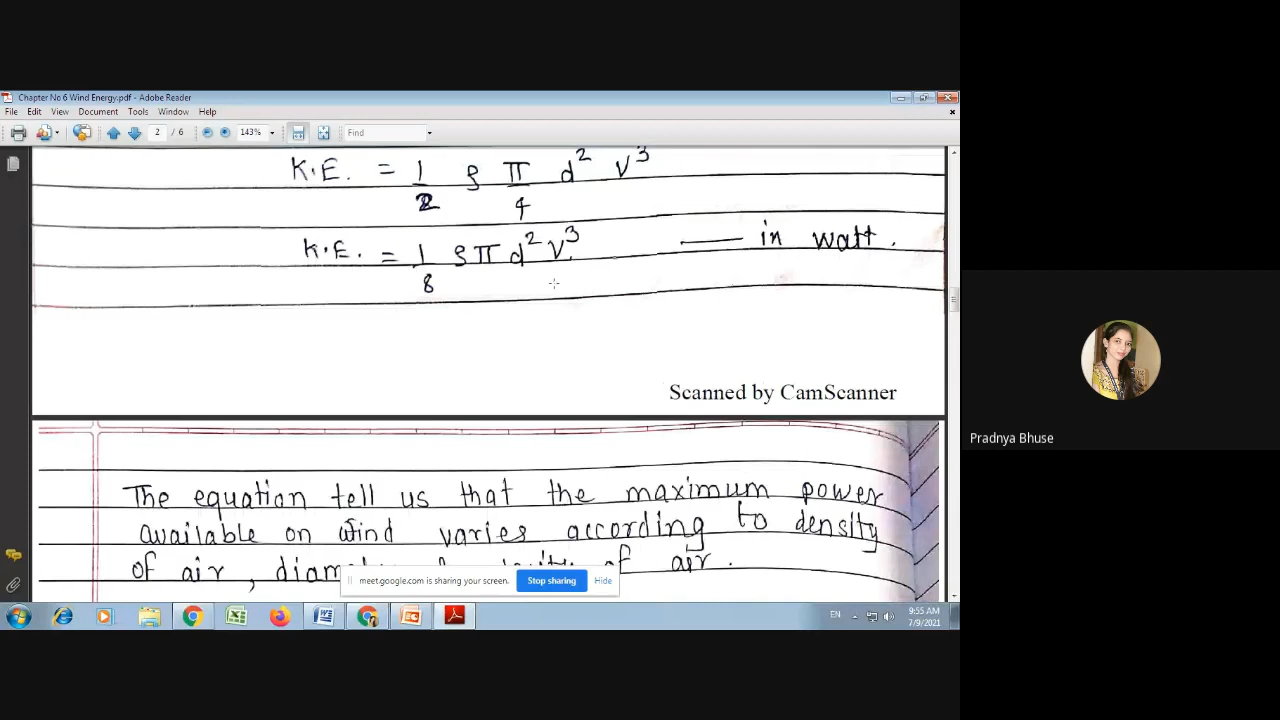 Chapter No 6 Wind Energy.pdf - Adobe Reader
File Edit View Document Tools Window Help
2 / 6 143% Find
K.E. = 1/2 ρ π/4 d² V³
K.E. = 1/8 ρπd²V³ — in watt.
Scanned by CamScanner
Pradnya Bhuse
The equation tell us that the maximum power
available on wind varies according to density
of air, of air.
meet.google.com is sharing your screen. Stop sharing Hide
EN 9:55 AM
7/9/2021